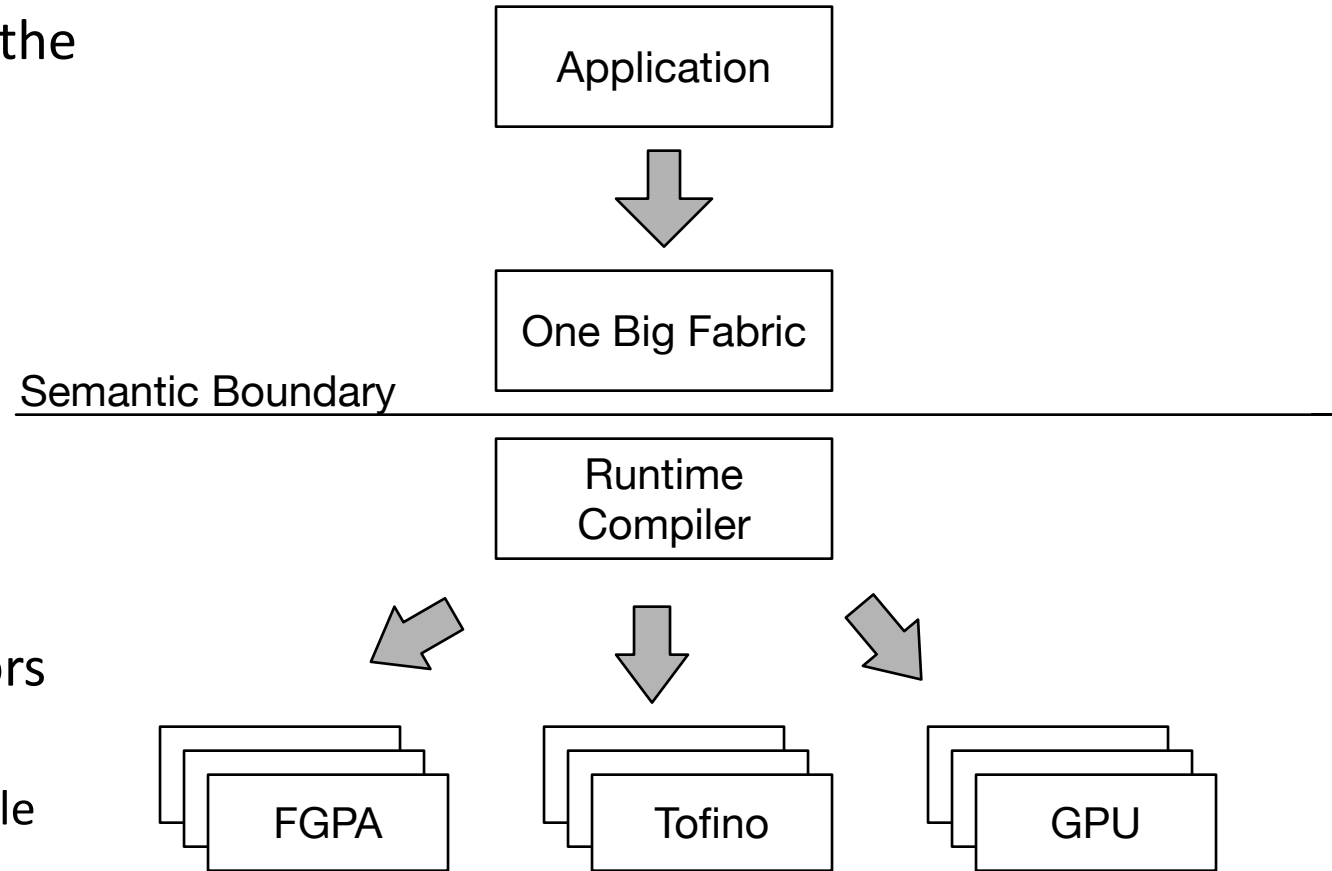 the
Application
One Big Fabric
Semantic Boundary
Runtime
Compiler
ors
le
FGPA
Tofino
GPU